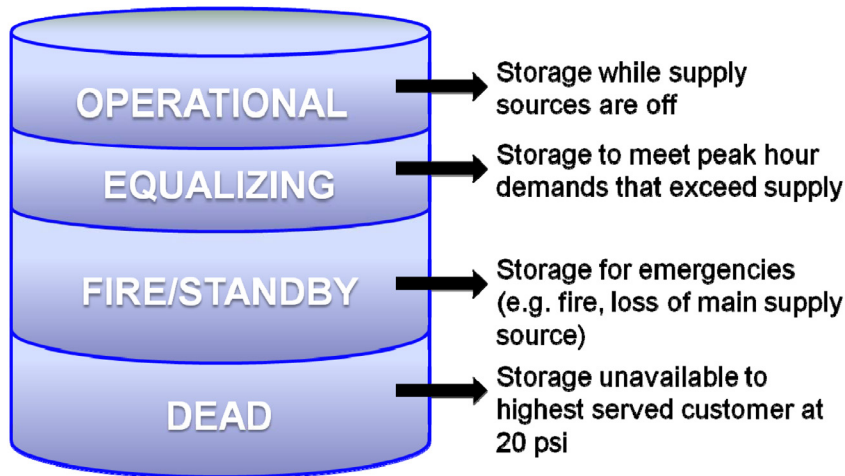 OPERATIONAL
Storage while supply
sources are off
EQUALIZING
Storage to meet peak hour
demands that exceed supply
FIRE/STANDBY
Storage for emergencies
(e.g. fire, loss of main supply
source)
DEAD
Storage unavailable to
highest served customer at
20 psi